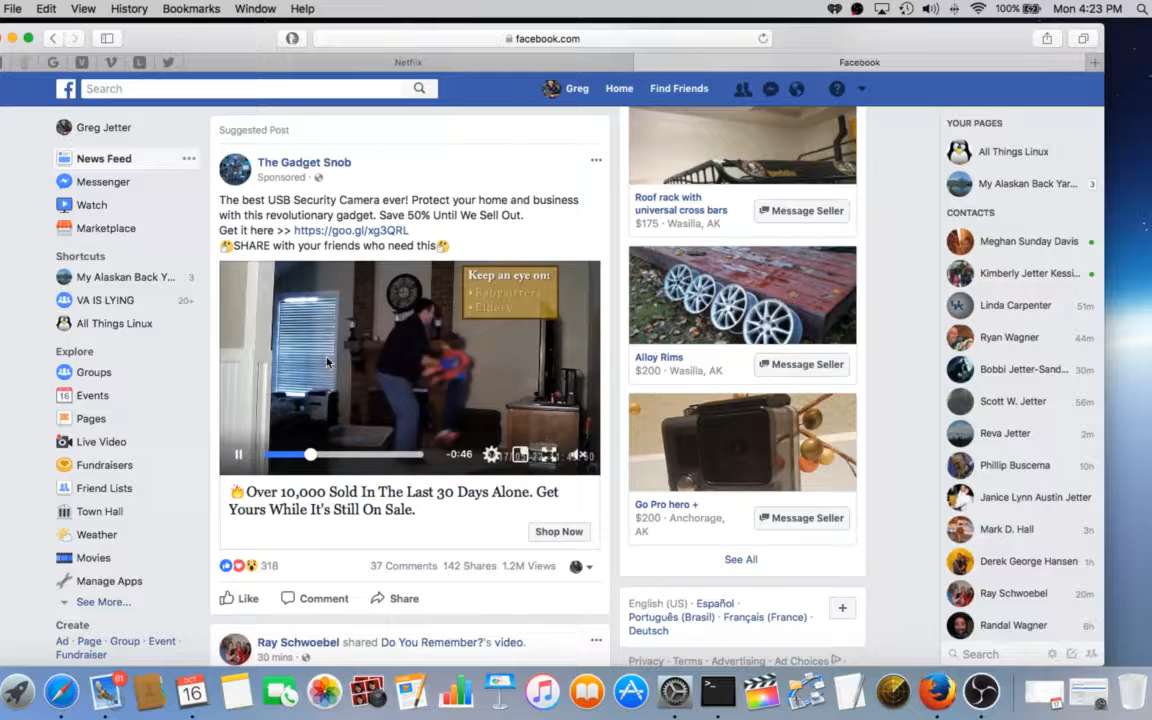 File Edit View History Bookmarks Window Help
100% Mon 4:23 PM
facebook.com
G V L
Netflix
Facebook
Search
Greg Home Find Friends
Greg Jetter
News Feed
Messenger
Watch
Marketplace
Shortcuts
My Alaskan Back Y... 3
VA IS LYING 20+
All Things Linux
Explore
Groups
16 Events
Pages
Live Video
Fundraisers
Friend Lists
Town Hall
Weather
Movies
Manage Apps
See More...
Create
Ad · Page · Group · Event ·
Fundraiser
Suggested Post
The Gadget Snob
Sponsored ·
The best USB Security Camera ever! Protect your home and business
with this revolutionary gadget. Save 50% Until We Sell Out.
Get it here >> https://goo.gl/xg3QRL
🤔SHARE with your friends who need this🤔
Keep an eye on:
• Babysitters
• Eldery
-0:46
🔥Over 10,000 Sold In The Last 30 Days Alone. Get
Yours While It's Still On Sale.
Shop Now
318
37 Comments 142 Shares 1.2M Views
Like Comment Share
Ray Schwoebel shared Do You Remember?'s video.
30 mins ·
Roof rack with
universal cross bars
$175 · Wasilla, AK
Message Seller
Alloy Rims
$200 · Wasilla, AK
Message Seller
Go Pro hero +
$200 · Anchorage,
AK
Message Seller
See All
English (US) · Español ·
Português (Brasil) · Français (France) ·
Deutsch
Privacy · Terms · Advertising · Ad Choices
YOUR PAGES
All Things Linux
My Alaskan Back Yar... 3
CONTACTS
Meghan Sunday Davis
Kimberly Jetter Kessi...
Linda Carpenter 51m
Ryan Wagner 44m
Bobbi Jetter-Sand... 30m
Scott W. Jetter 56m
Reva Jetter 2m
Phillip Buscema 10h
Janice Lynn Austin Jetter
Mark D. Hall 3h
Derek George Hansen 1m
Ray Schwoebel 20m
Randal Wagner 6h
Search
61
OCT
16